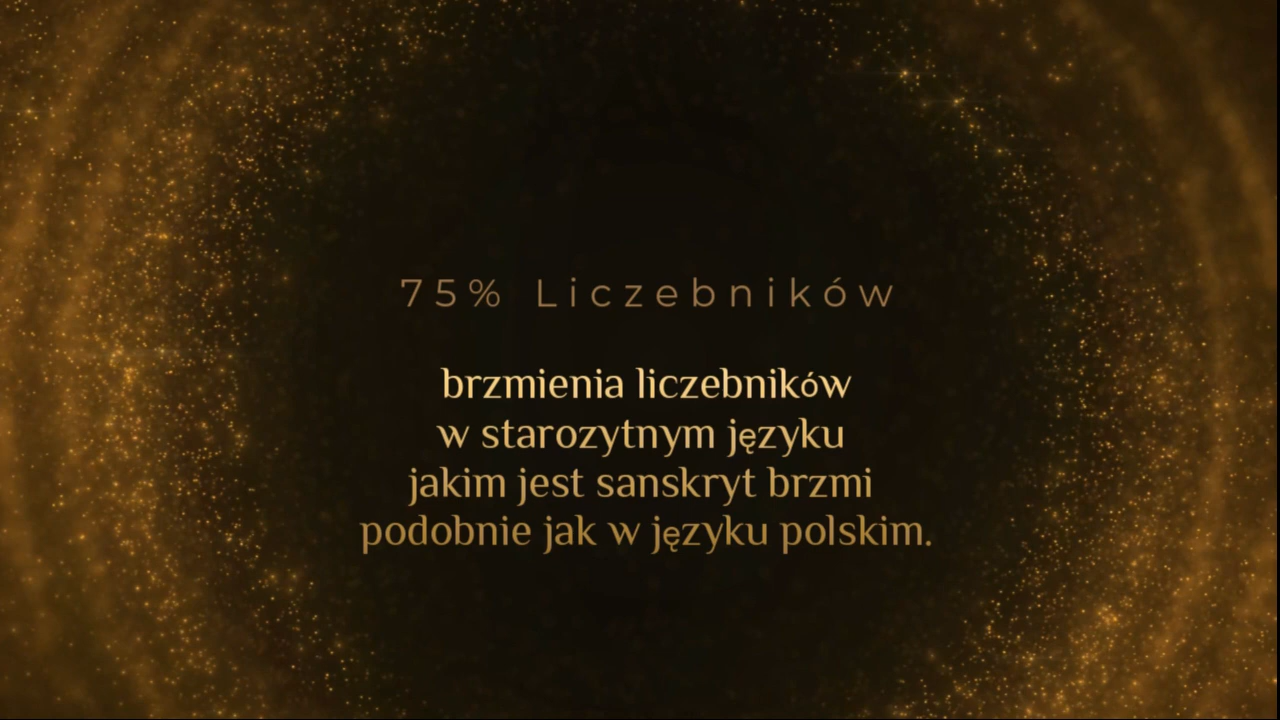 75% Liczebników
brzmienia liczebników
w starozytnym języku
jakim jest sanskryt brzmi
podobnie jak w języku polskim.